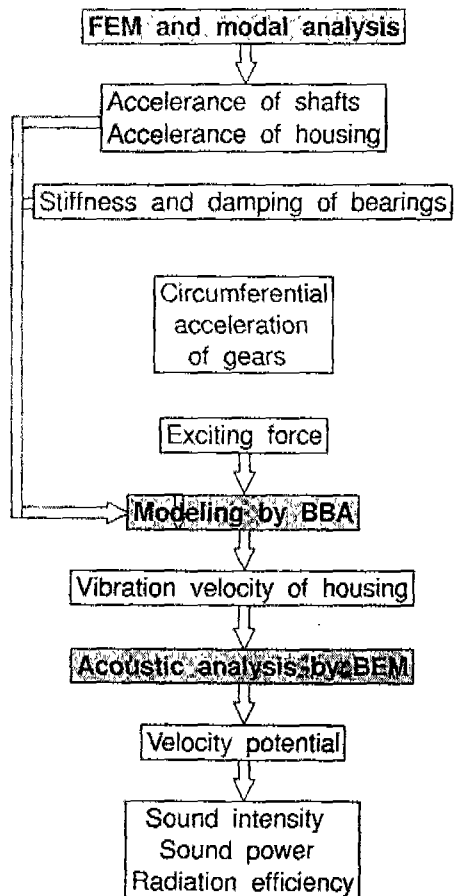 FEM and modal analysis
Accelerance of shafts
Accelerance of housing
Stiffness and damping of bearings
Circumferential
acceleration
of gears
Exciting force
Modeling by BBA
Vibration velocity of housing
Acoustic analysis by BEM
Velocity potential
Sound intensity
Sound power
Radiation efficiency